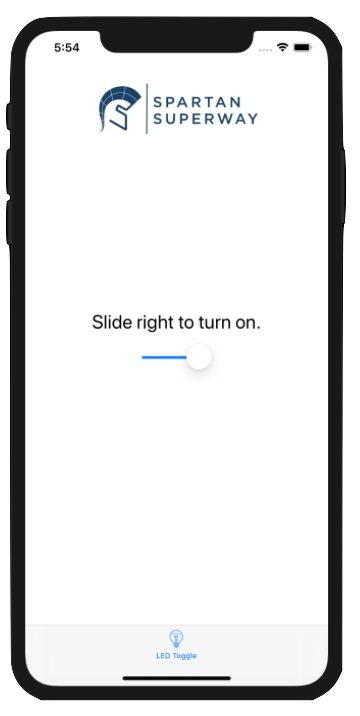 5:54
SPARTAN
SUPERWAY
Slide right to turn on.
LED Toggle